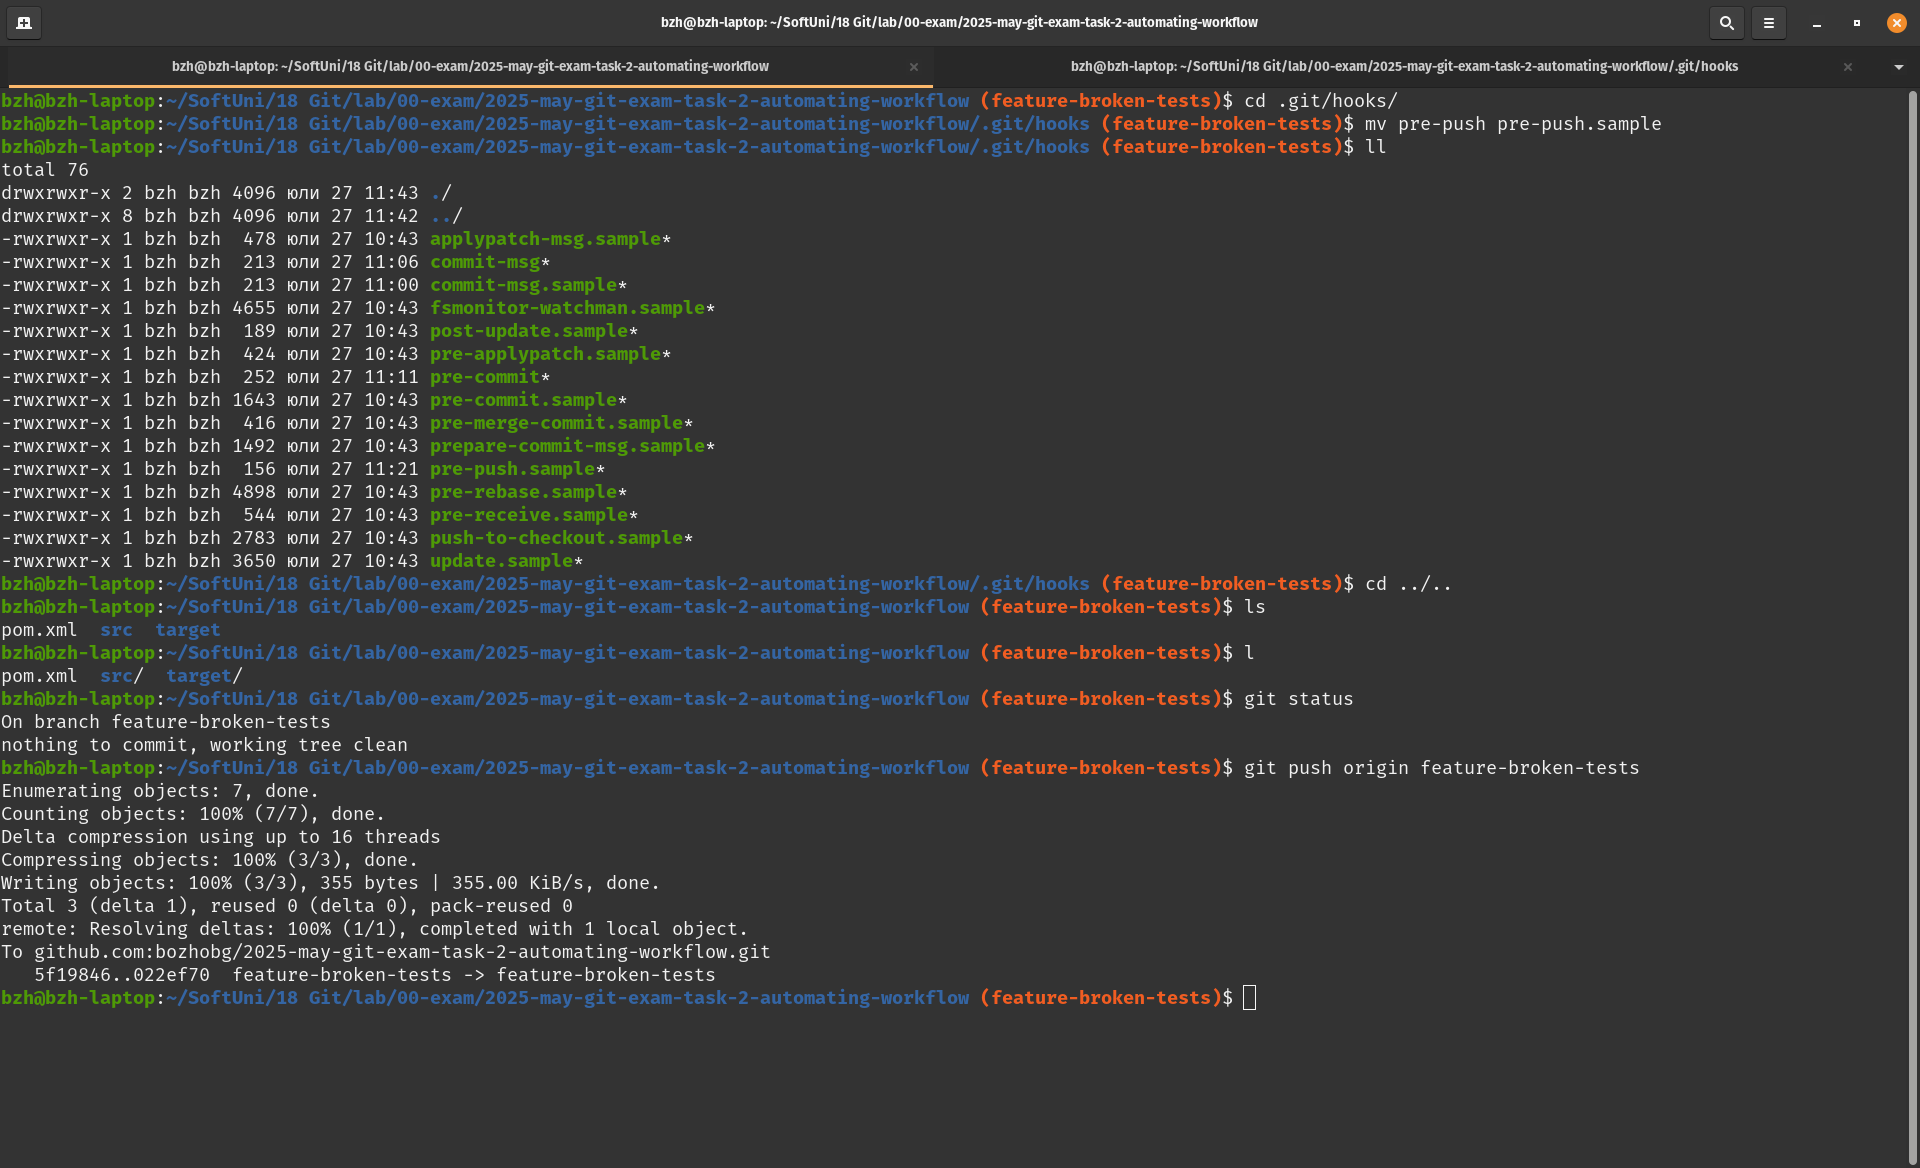 bzh@bzh-laptop: ~/SoftUni/18 Git/lab/00-exam/2025-may-git-exam-task-2-automating-workflow
bzh@bzh-laptop: ~/SoftUni/18 Git/lab/00-exam/2025-may-git-exam-task-2-automating-workflow
bzh@bzh-laptop: ~/SoftUni/18 Git/lab/00-exam/2025-may-git-exam-task-2-automating-workflow/.git/hooks
bzh@bzh-laptop:~/SoftUni/18 Git/lab/00-exam/2025-may-git-exam-task-2-automating-workflow (feature-broken-tests)$ cd .git/hooks/
bzh@bzh-laptop:~/SoftUni/18 Git/lab/00-exam/2025-may-git-exam-task-2-automating-workflow/.git/hooks (feature-broken-tests)$ mv pre-push pre-push.sample
bzh@bzh-laptop:~/SoftUni/18 Git/lab/00-exam/2025-may-git-exam-task-2-automating-workflow/.git/hooks (feature-broken-tests)$ ll
total 76
drwxrwxr-x 2 bzh bzh 4096 юли 27 11:43 ./
drwxrwxr-x 8 bzh bzh 4096 юли 27 11:42 ../
-rwxrwxr-x 1 bzh bzh  478 юли 27 10:43 applypatch-msg.sample*
-rwxrwxr-x 1 bzh bzh  213 юли 27 11:06 commit-msg*
-rwxrwxr-x 1 bzh bzh  213 юли 27 11:00 commit-msg.sample*
-rwxrwxr-x 1 bzh bzh 4655 юли 27 10:43 fsmonitor-watchman.sample*
-rwxrwxr-x 1 bzh bzh  189 юли 27 10:43 post-update.sample*
-rwxrwxr-x 1 bzh bzh  424 юли 27 10:43 pre-applypatch.sample*
-rwxrwxr-x 1 bzh bzh  252 юли 27 11:11 pre-commit*
-rwxrwxr-x 1 bzh bzh 1643 юли 27 10:43 pre-commit.sample*
-rwxrwxr-x 1 bzh bzh  416 юли 27 10:43 pre-merge-commit.sample*
-rwxrwxr-x 1 bzh bzh 1492 юли 27 10:43 prepare-commit-msg.sample*
-rwxrwxr-x 1 bzh bzh  156 юли 27 11:21 pre-push.sample*
-rwxrwxr-x 1 bzh bzh 4898 юли 27 10:43 pre-rebase.sample*
-rwxrwxr-x 1 bzh bzh  544 юли 27 10:43 pre-receive.sample*
-rwxrwxr-x 1 bzh bzh 2783 юли 27 10:43 push-to-checkout.sample*
-rwxrwxr-x 1 bzh bzh 3650 юли 27 10:43 update.sample*
bzh@bzh-laptop:~/SoftUni/18 Git/lab/00-exam/2025-may-git-exam-task-2-automating-workflow/.git/hooks (feature-broken-tests)$ cd ../..
bzh@bzh-laptop:~/SoftUni/18 Git/lab/00-exam/2025-may-git-exam-task-2-automating-workflow (feature-broken-tests)$ ls
pom.xml  src  target
bzh@bzh-laptop:~/SoftUni/18 Git/lab/00-exam/2025-may-git-exam-task-2-automating-workflow (feature-broken-tests)$ l
pom.xml  src/  target/
bzh@bzh-laptop:~/SoftUni/18 Git/lab/00-exam/2025-may-git-exam-task-2-automating-workflow (feature-broken-tests)$ git status
On branch feature-broken-tests
nothing to commit, working tree clean
bzh@bzh-laptop:~/SoftUni/18 Git/lab/00-exam/2025-may-git-exam-task-2-automating-workflow (feature-broken-tests)$ git push origin feature-broken-tests
Enumerating objects: 7, done.
Counting objects: 100% (7/7), done.
Delta compression using up to 16 threads
Compressing objects: 100% (3/3), done.
Writing objects: 100% (3/3), 355 bytes | 355.00 KiB/s, done.
Total 3 (delta 1), reused 0 (delta 0), pack-reused 0
remote: Resolving deltas: 100% (1/1), completed with 1 local object.
To github.com:bozhobg/2025-may-git-exam-task-2-automating-workflow.git
   5f19846..022ef70  feature-broken-tests -> feature-broken-tests
bzh@bzh-laptop:~/SoftUni/18 Git/lab/00-exam/2025-may-git-exam-task-2-automating-workflow (feature-broken-tests)$